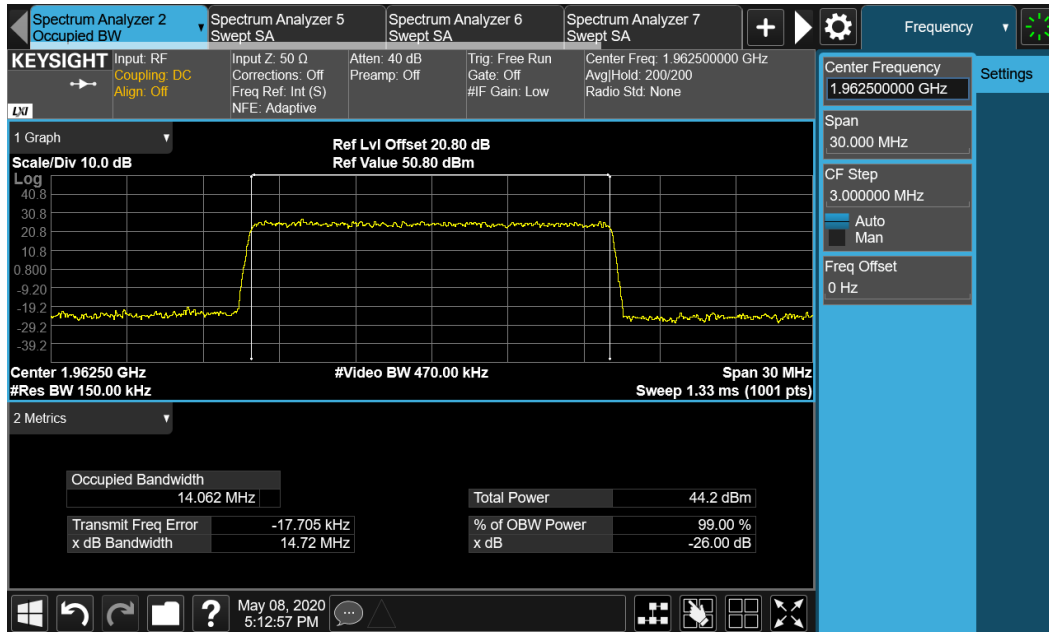 Spectrum Analyzer 2
Occupied BW
Spectrum Analyzer 5
Swept SA
Spectrum Analyzer 6
Swept SA
Spectrum Analyzer 7
Swept SA
+
Frequency
KEYSIGHT
LXI
Input: RF
Coupling: DC
Align: Off
Input Z: 50 Ω
Corrections: Off
Freq Ref: Int (S)
NFE: Adaptive
Atten: 40 dB
Preamp: Off
Trig: Free Run
Gate: Off
#IF Gain: Low
Center Freq: 1.962500000 GHz
Avg|Hold: 200/200
Radio Std: None
Center Frequency
1.962500000 GHz
Settings
Span
30.000 MHz
CF Step
3.000000 MHz
Auto
Man
Freq Offset
0 Hz
1 Graph
Scale/Div 10.0 dB
Ref Lvl Offset 20.80 dB
Ref Value 50.80 dBm
Log
40.8
30.8
20.8
10.8
0.800
-9.20
-19.2
-29.2
-39.2
Center 1.96250 GHz
#Video BW 470.00 kHz
Span 30 MHz
#Res BW 150.00 kHz
Sweep 1.33 ms (1001 pts)
2 Metrics
Occupied Bandwidth
14.062 MHz
Total Power 44.2 dBm
Transmit Freq Error -17.705 kHz
% of OBW Power 99.00 %
x dB Bandwidth 14.72 MHz
x dB -26.00 dB
?
May 08, 2020
5:12:57 PM